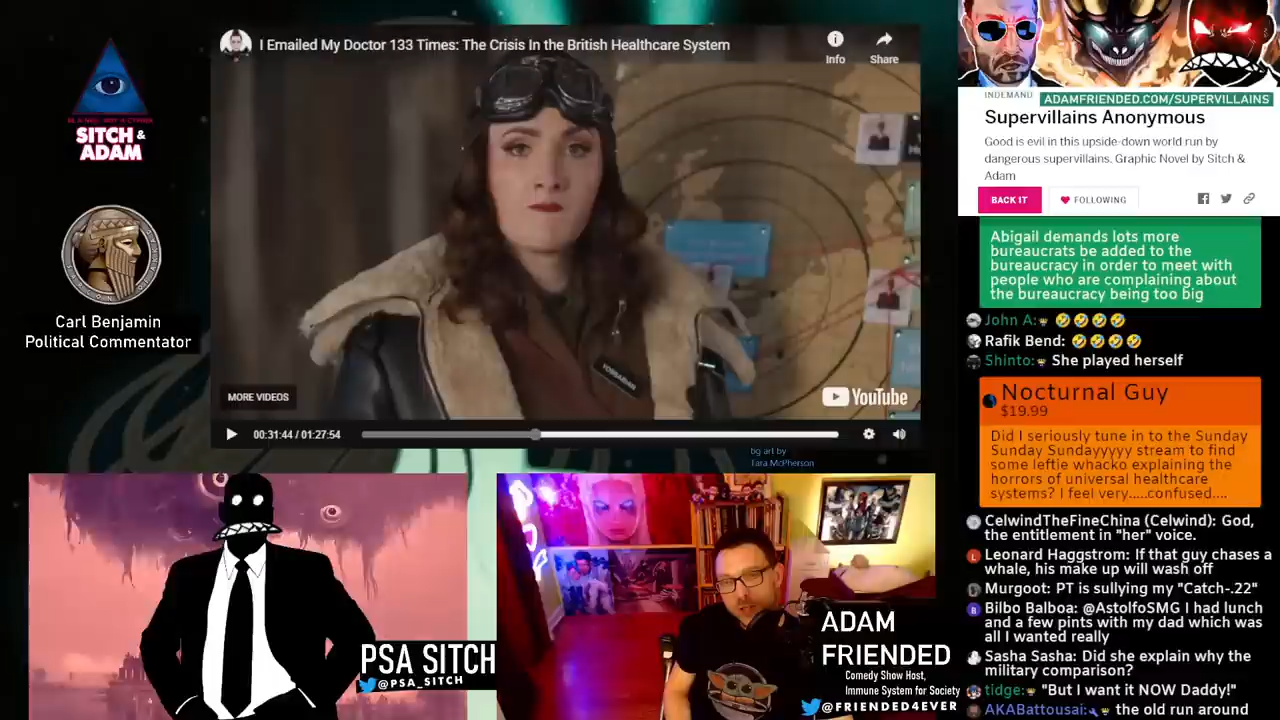 I Emailed My Doctor 133 Times: The Crisis In the British Healthcare System
Info
Share
MORE VIDEOS
YouTube
00:31:44 / 01:27:54
YOSSARIAN
bg art by
Tara McPherson
SITCH &
ADAM
Carl Benjamin
Political Commentator
PSA SITCH
@PSA_SITCH
ADAM
FRIENDED
Comedy Show Host,
Immune System for Society
@FRIENDED4EVER
INDEMAND
ADAMFRIENDED.COM/SUPERVILLAINS
Supervillains Anonymous
Good is evil in this upside-down world run by
dangerous supervillains. Graphic Novel by Sitch &
Adam
BACK IT
FOLLOWING
Abigail demands lots more
bureaucrats be added to the
bureaucracy in order to meet with
people who are complaining about
the bureaucracy being too big
John A:
Rafik Bend:
Shinto: She played herself
Nocturnal Guy
$19.99
Did I seriously tune in to the Sunday
Sunday Sundayyyyy stream to find
some leftie whacko explaining the
horrors of universal healthcare
systems? I feel very.....confused....
CelwindTheFineChina (Celwind): God,
the entitlement in "her" voice.
Leonard Haggstrom: If that guy chases a
whale, his make up will wash off
Murgoot: PT is sullying my "Catch-.22"
Bilbo Balboa: @AstolfoSMG I had lunch
and a few pints with my dad which was
all I wanted really
Sasha Sasha: Did she explain why the
military comparison?
tidge: "But I want it NOW Daddy!"
AKABattousai: the old run around